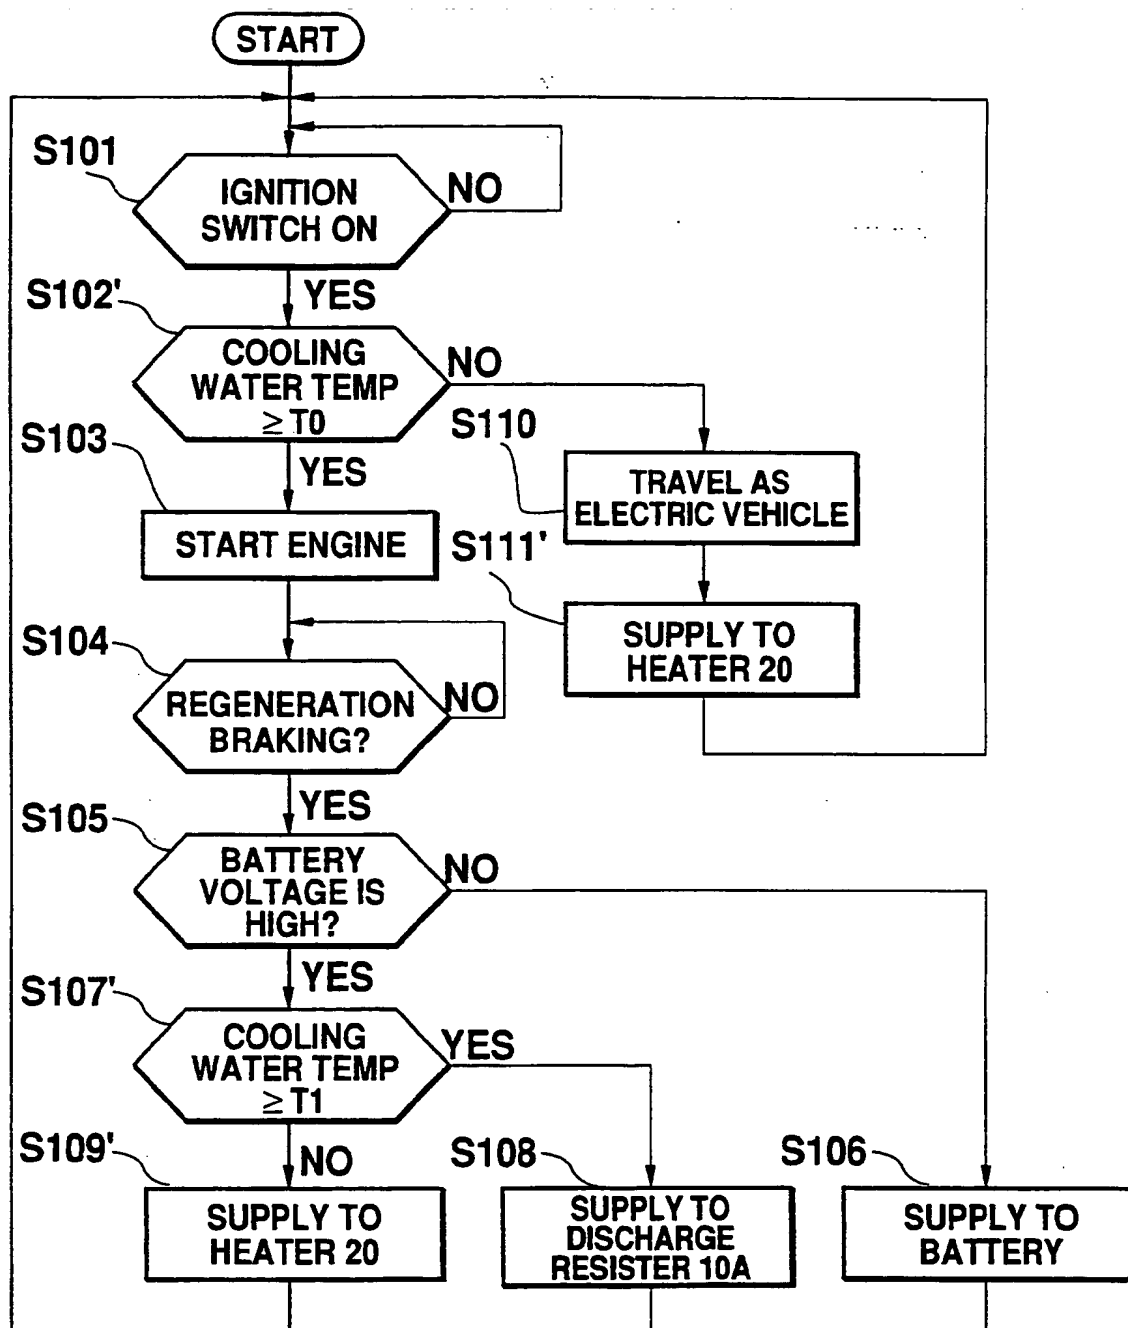 START
S101
IGNITION
SWITCH ON
NO
YES
S102'
COOLING
WATER TEMP
≥ T0
NO
S103
YES
START ENGINE
S110
TRAVEL AS
ELECTRIC VEHICLE
S111'
SUPPLY TO
HEATER 20
S104
REGENERATION
BRAKING?
NO
YES
S105
BATTERY
VOLTAGE IS
HIGH?
NO
YES
S107'
COOLING
WATER TEMP
≥ T1
YES
NO
S109'
SUPPLY TO
HEATER 20
S108
SUPPLY TO
DISCHARGE
RESISTER 10A
S106
SUPPLY TO
BATTERY